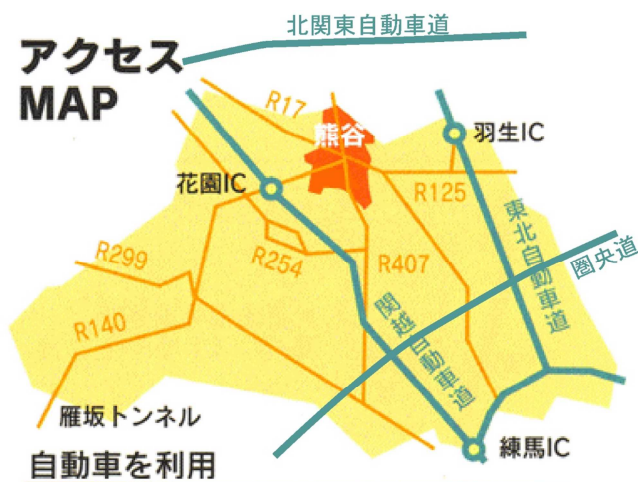 北関東自動車道
アクセス
MAP
R17
熊谷
羽生IC
花園IC
R125
東北自動車道
R299
R254
R407
圏央道
関越自動車道
R140
雁坂トンネル
練馬IC
自動車を利用